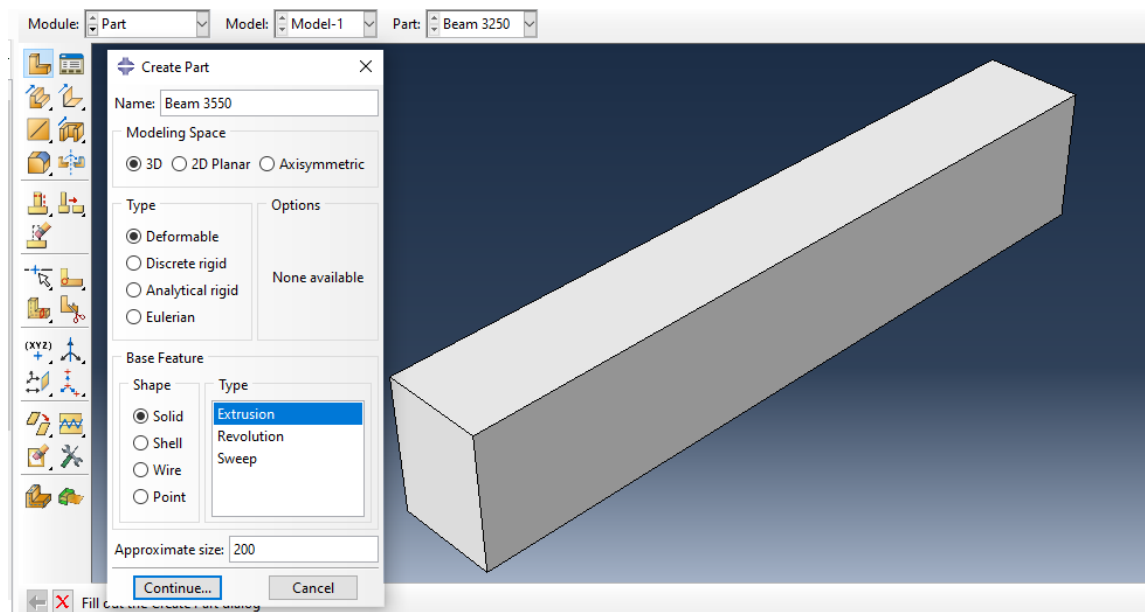 Module: Part Model: Model-1 Part: Beam 3250
Create Part
Name: Beam 3550
Modeling Space
3D 2D Planar Axisymmetric
Type
Deformable
Discrete rigid
Analytical rigid
Eulerian
Options
None available
Base Feature
Shape
Solid
Shell
Wire
Point
Type
Extrusion
Revolution
Sweep
Approximate size: 200
Continue... Cancel
(XYZ)
Fill out the Create Part dialog